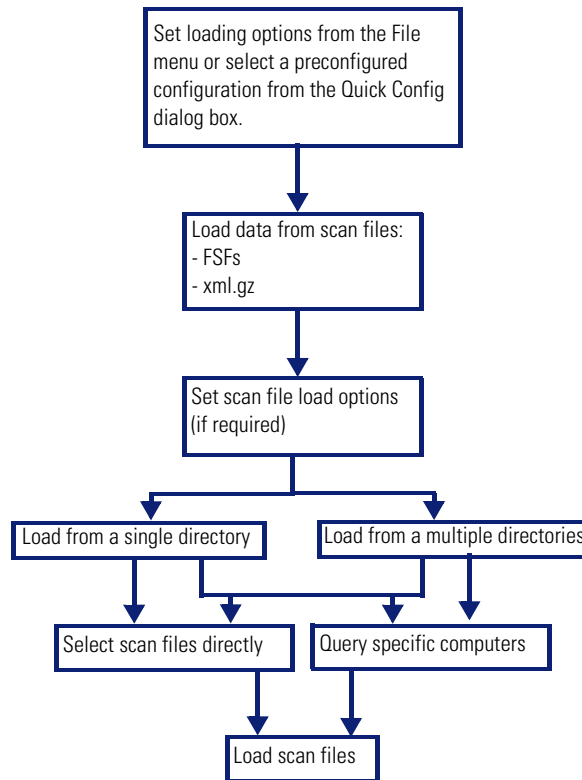 Set loading options from the File
menu or select a preconfigured
configuration from the Quick Config
dialog box.
Load data from scan files:
- FSFs
- xml.gz
Set scan file load options
(if required)
Load from a single directory
Load from a multiple directories
Select scan files directly
Query specific computers
Load scan files